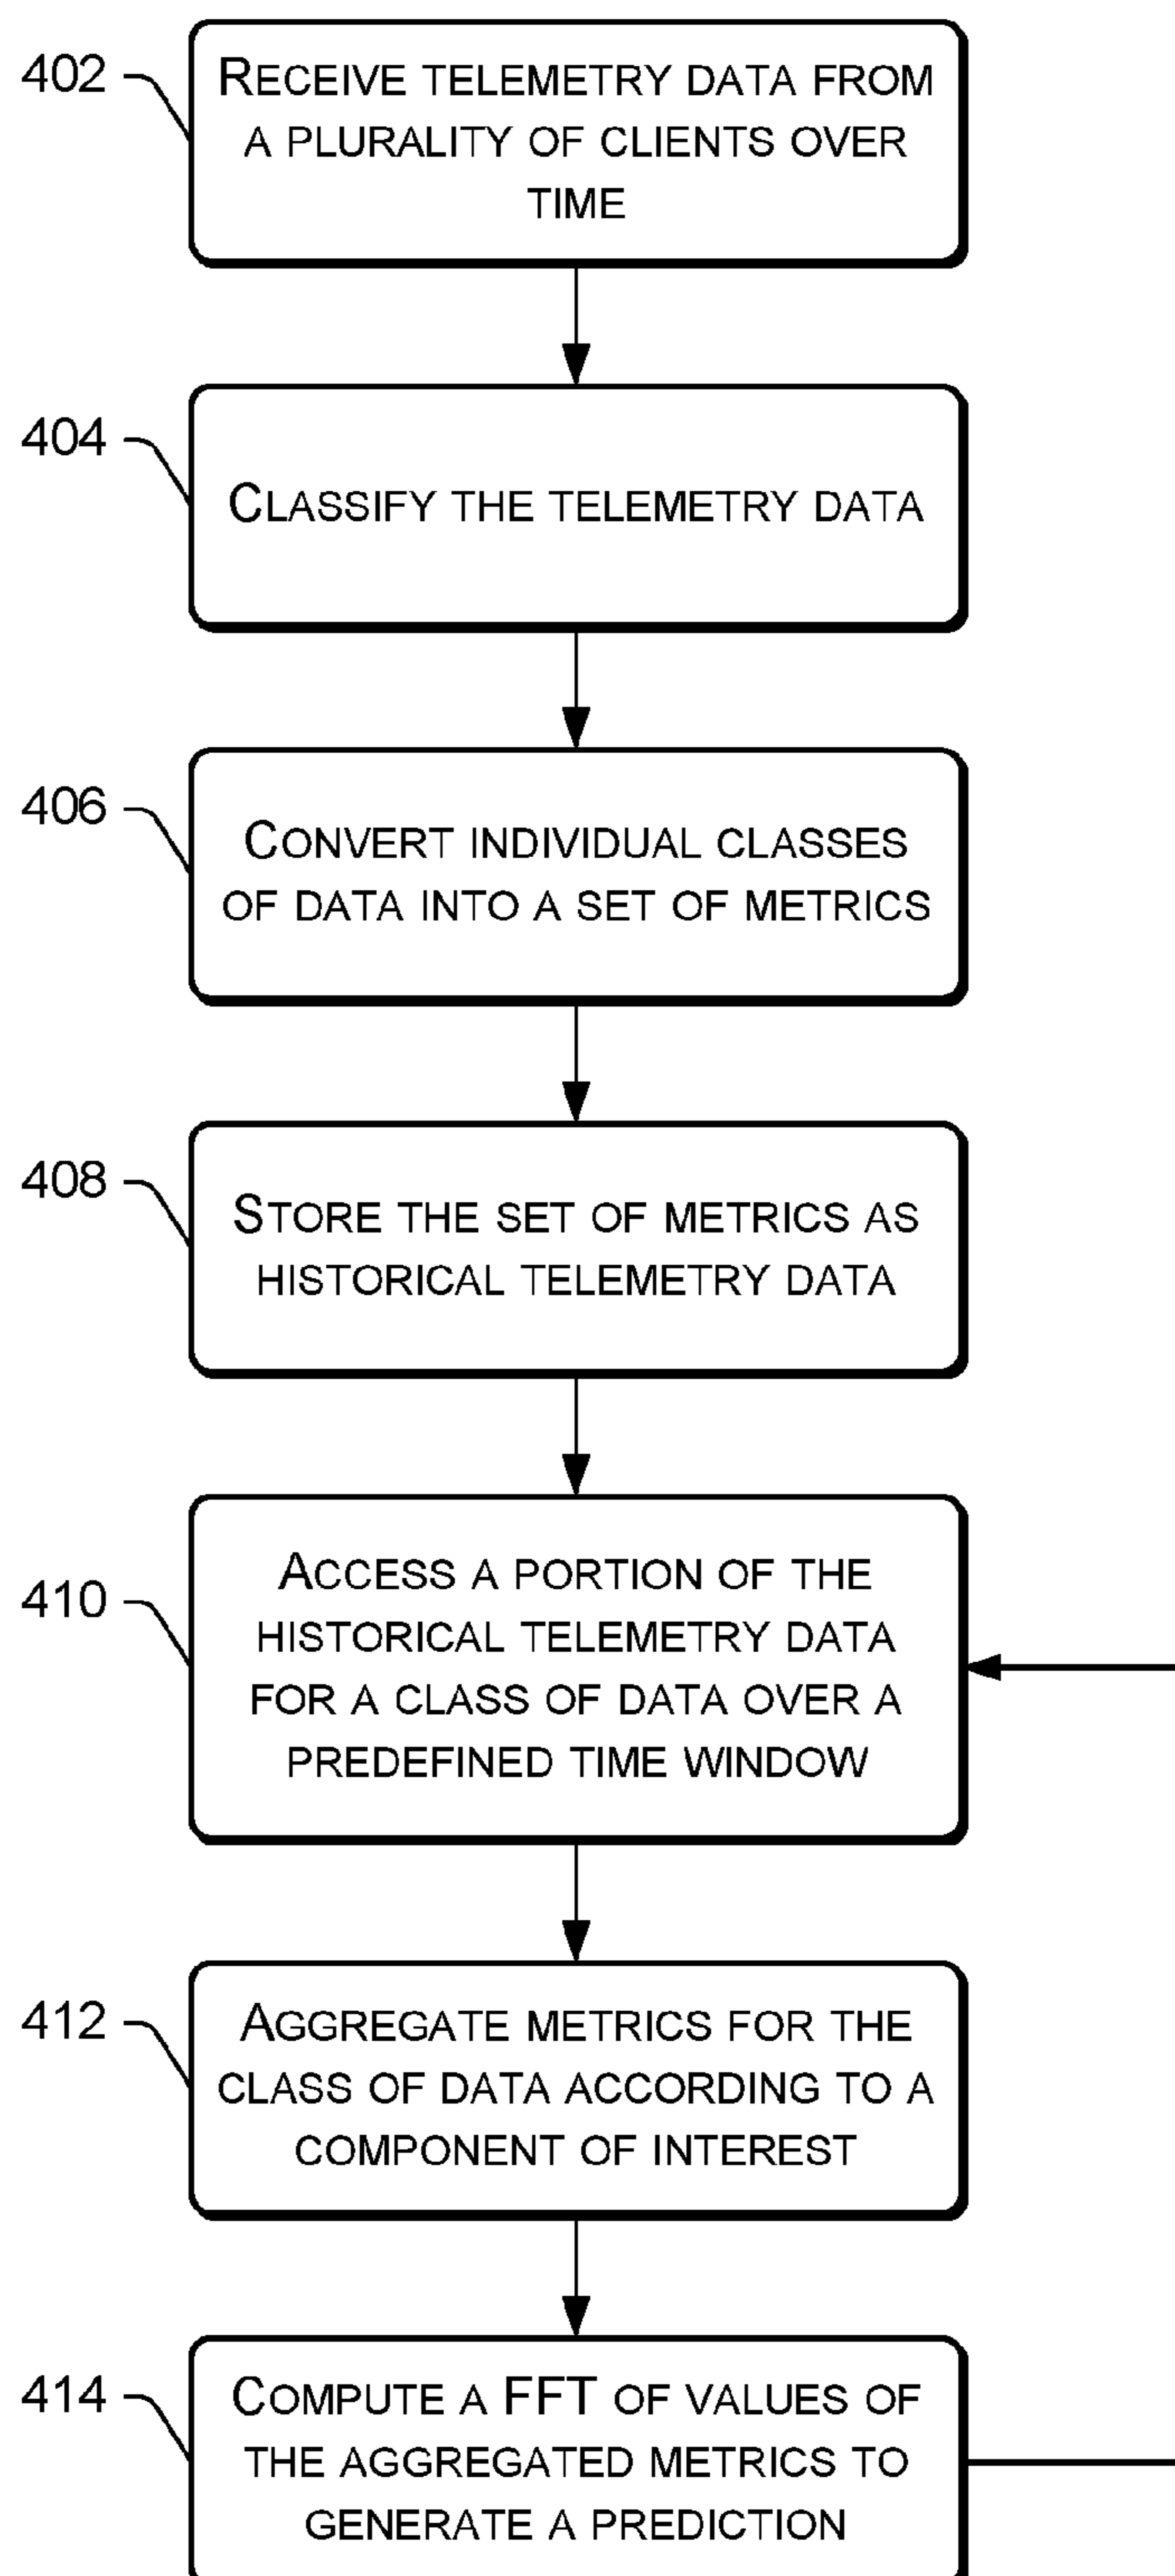 402
RECEIVE TELEMETRY DATA FROM
A PLURALITY OF CLIENTS OVER
TIME
404
CLASSIFY THE TELEMETRY DATA
406
CONVERT INDIVIDUAL CLASSES
OF DATA INTO A SET OF METRICS
408
STORE THE SET OF METRICS AS
HISTORICAL TELEMETRY DATA
410
ACCESS A PORTION OF THE
HISTORICAL TELEMETRY DATA
FOR A CLASS OF DATA OVER A
PREDEFINED TIME WINDOW
412
AGGREGATE METRICS FOR THE
CLASS OF DATA ACCORDING TO A
COMPONENT OF INTEREST
414
COMPUTE A FFT OF VALUES OF
THE AGGREGATED METRICS TO
GENERATE A PREDICTION